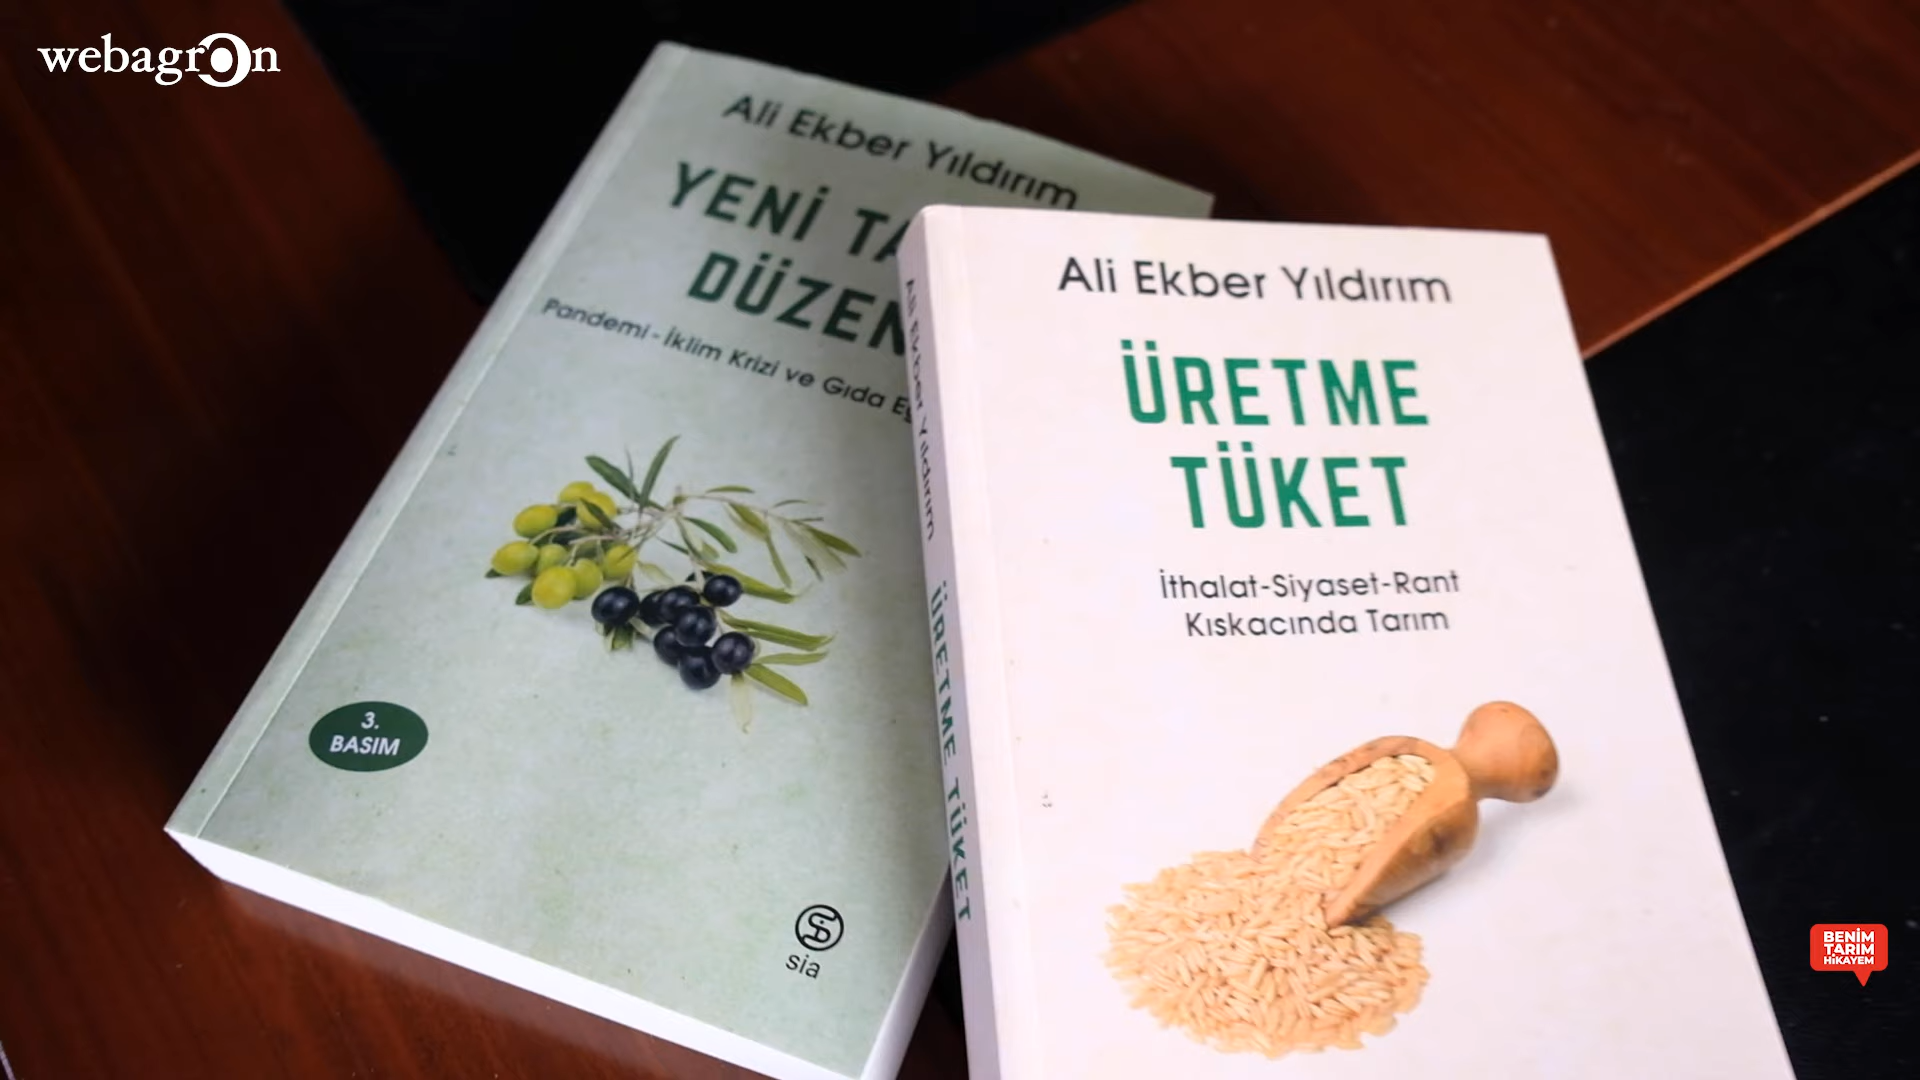 webagron
Ali Ekber Yıldırım
YENİ
DÜZEN
Pandemi - İklim Krizi ve Gıda
3.
BASIM
sia
Ali Ekber Yıldırım
ÜRETME
TÜKET
İthalat-Siyaset-Rant
Kıskacında Tarım
Ali Ekber Yıldırım ÜRETME TÜKET
BENİM
TARIM
HİKAYEM